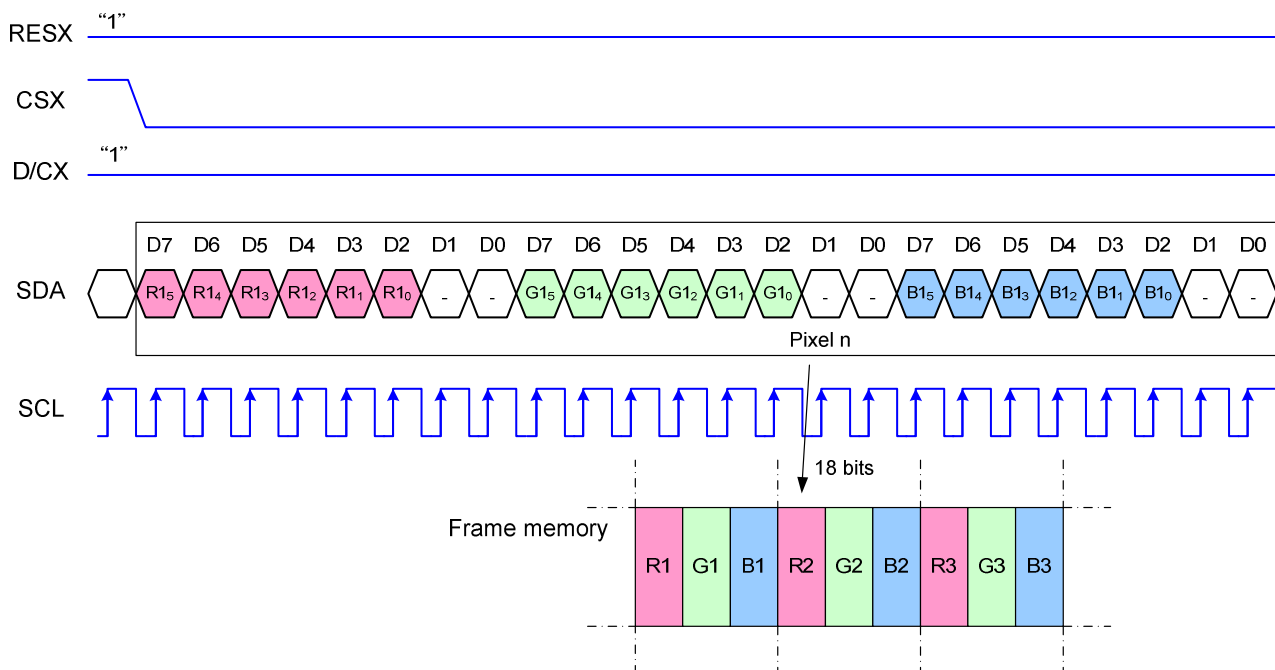 RESX “1”
CSX
D/CX “1”
D7 D6 D5 D4 D3 D2 D1 D0 D7 D6 D5 D4 D3 D2 D1 D0 D7 D6 D5 D4 D3 D2 D1 D0
SDA R1₅ R1₄ R1₃ R1₂ R1₁ R1₀ - - G1₅ G1₄ G1₃ G1₂ G1₁ G1₀ - - B1₅ B1₄ B1₃ B1₂ B1₁ B1₀ - -
Pixel n
SCL
18 bits
Frame memory
R1 G1 B1 R2 G2 B2 R3 G3 B3